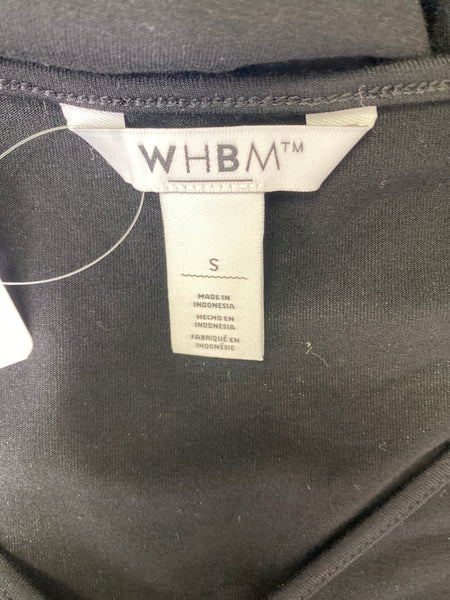 WHBM™
S
MADE IN
INDONESIA
HECHO EN
INDONESIA
FABRIQUÉ EN
INDONÉSIE